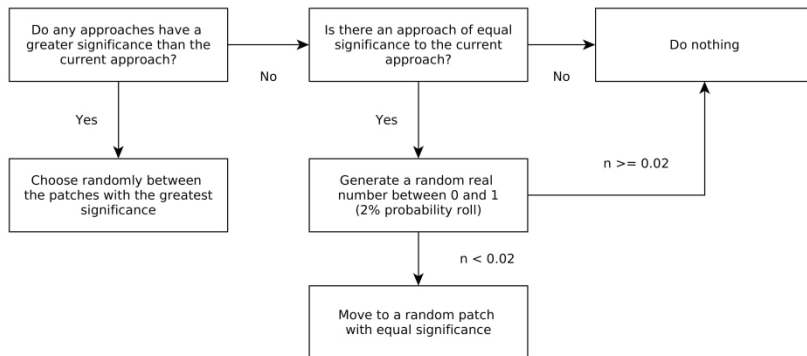 Do any approaches have a
greater significance than the
current approach?
No
Is there an approach of equal
significance to the current
approach?
No
Do nothing
Yes
Yes
n >= 0.02
Choose randomly between
the patches with the greatest
significance
Generate a random real
number between 0 and 1
(2% probability roll)
n < 0.02
Move to a random patch
with equal significance